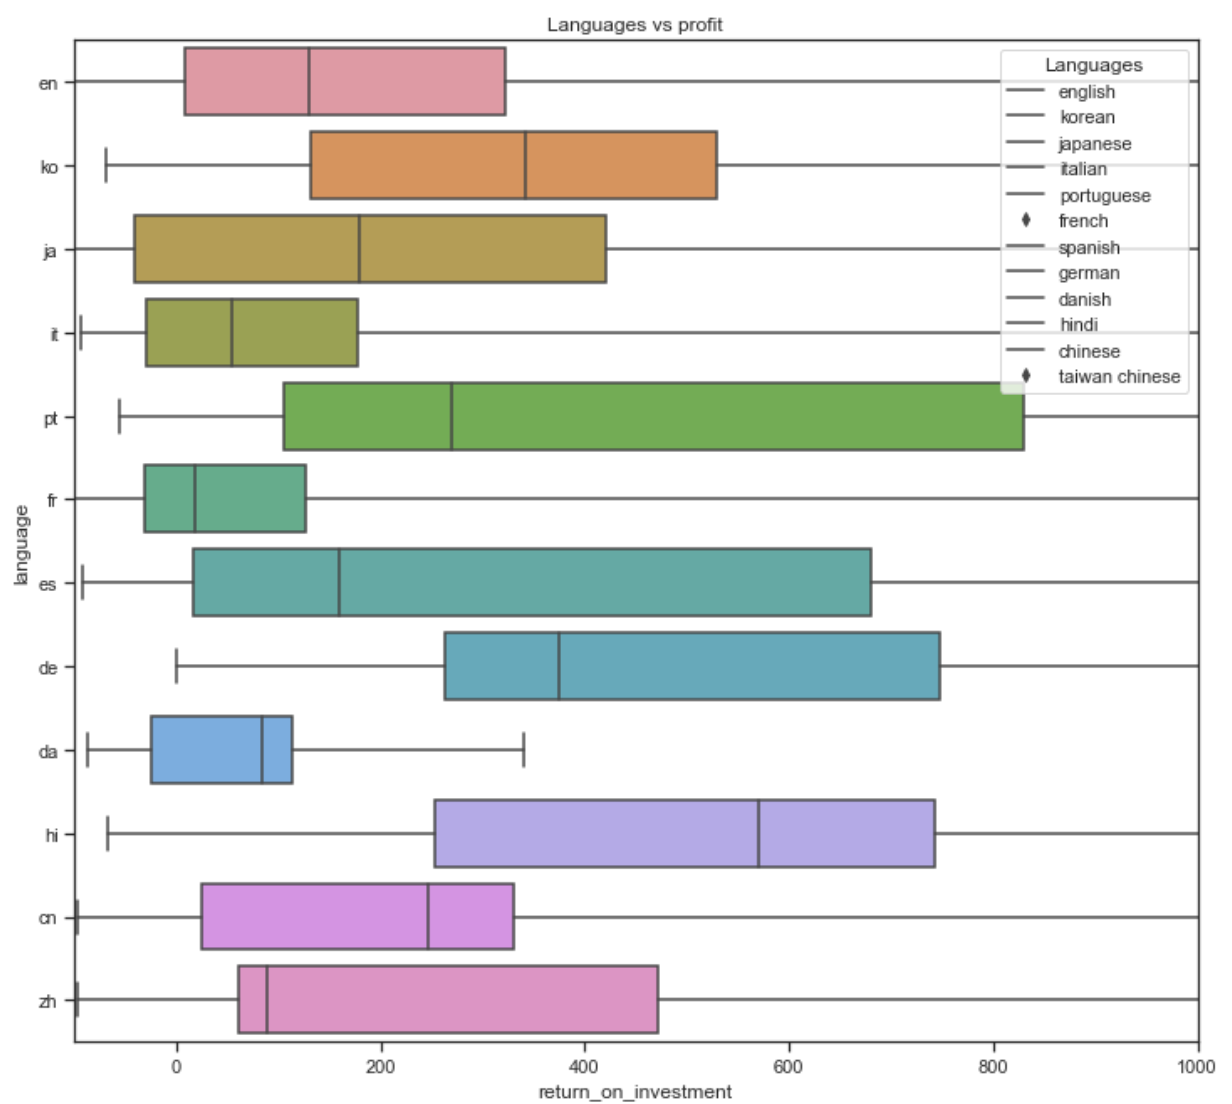 Languages vs profit
Languages
english
korean
japanese
italian
portuguese
french
spanish
german
danish
hindi
chinese
taiwan chinese
language
en
ko
ja
it
pt
fr
es
de
da
hi
cn
zh
0 200 400 600 800 1000
return_on_investment